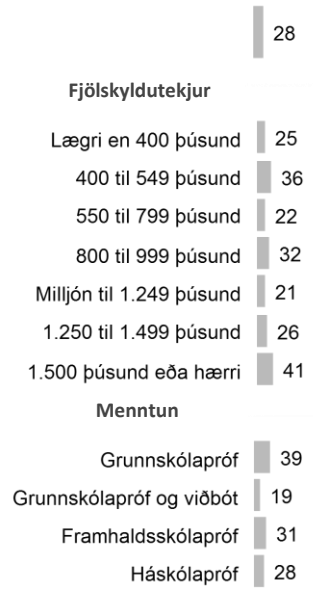 28
Fjölskyldutekjur
Lægri en 400 þúsund 25
400 til 549 þúsund 36
550 til 799 þúsund 22
800 til 999 þúsund 32
Milljón til 1.249 þúsund 21
1.250 til 1.499 þúsund 26
1.500 þúsund eða hærri 41
Menntun
Grunnskólapróf 39
Grunnskólapróf og viðbót 19
Framhaldsskólapróf 31
Háskólapróf 28